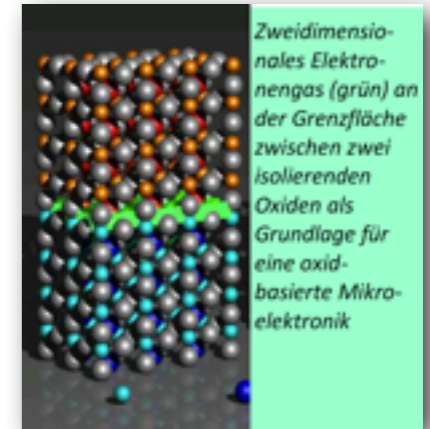 Zweidimensio-
nales Elektro-
nengas (grün) an
der Grenzfläche
zwischen zwei
isolierenden
Oxiden als
Grundlage für
eine oxid-
basierte Mikro-
elektronik